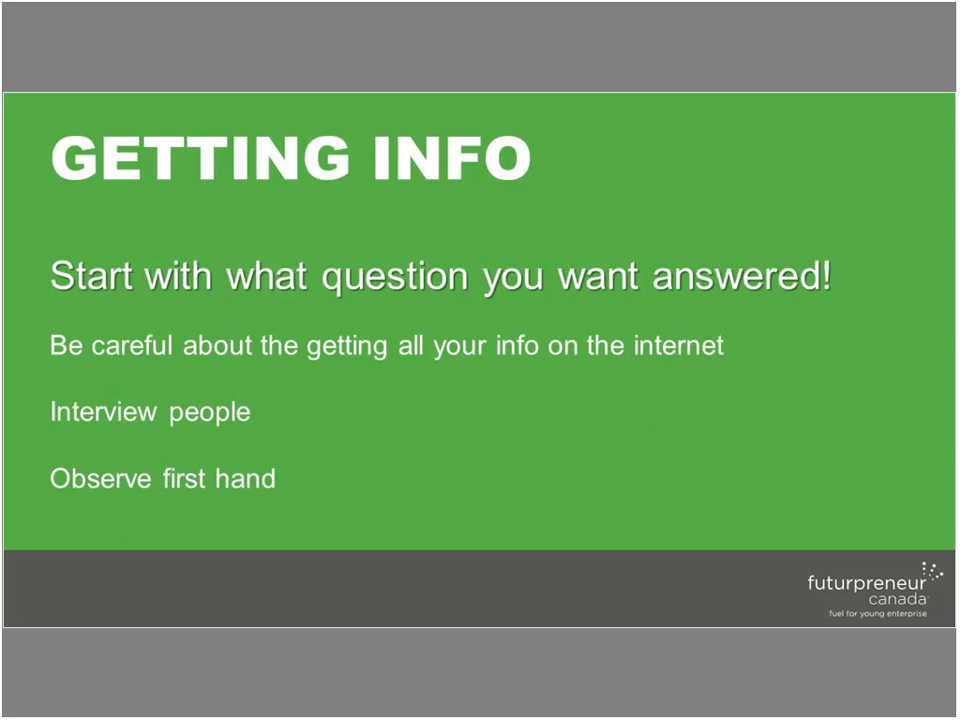 GETTING INFO
Start with what question you want answered!
Be careful about the getting all your info on the internet
Interview people
Observe first hand
futurpreneur
canada
fuel for young enterprise